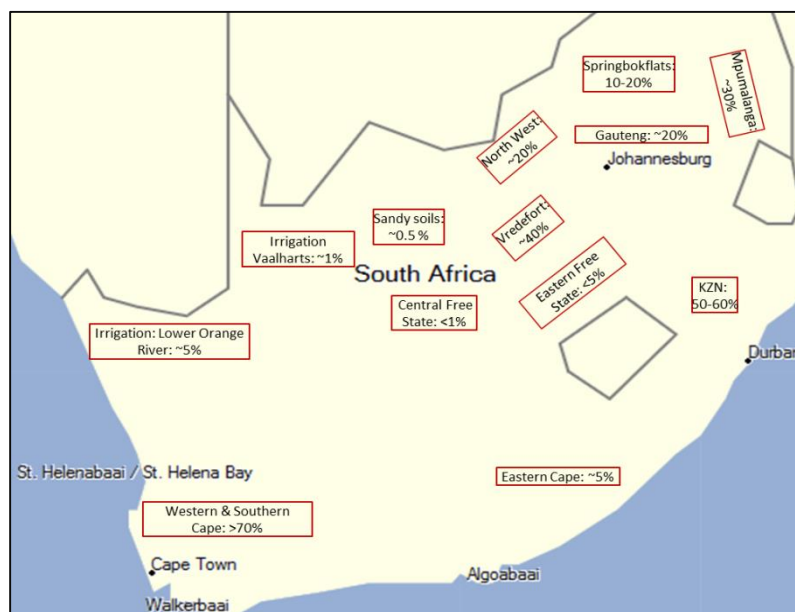 Springbokflats:
10-20%
Mpumalanga:
~30%
North West:
~20%
Gauteng: ~20%
Johannesburg
Sandy soils:
~0.5 %
Vredefort:
~40%
Irrigation
Vaalharts: ~1%
South Africa
Eastern Free
State: <5%
KZN:
50-60%
Central Free
State: <1%
Irrigation: Lower Orange
River: ~5%
Durban
St. Helenabaai / St. Helena Bay
Eastern Cape: ~5%
Western & Southern
Cape: >70%
Cape Town
Algoabaai
Walkerbaai